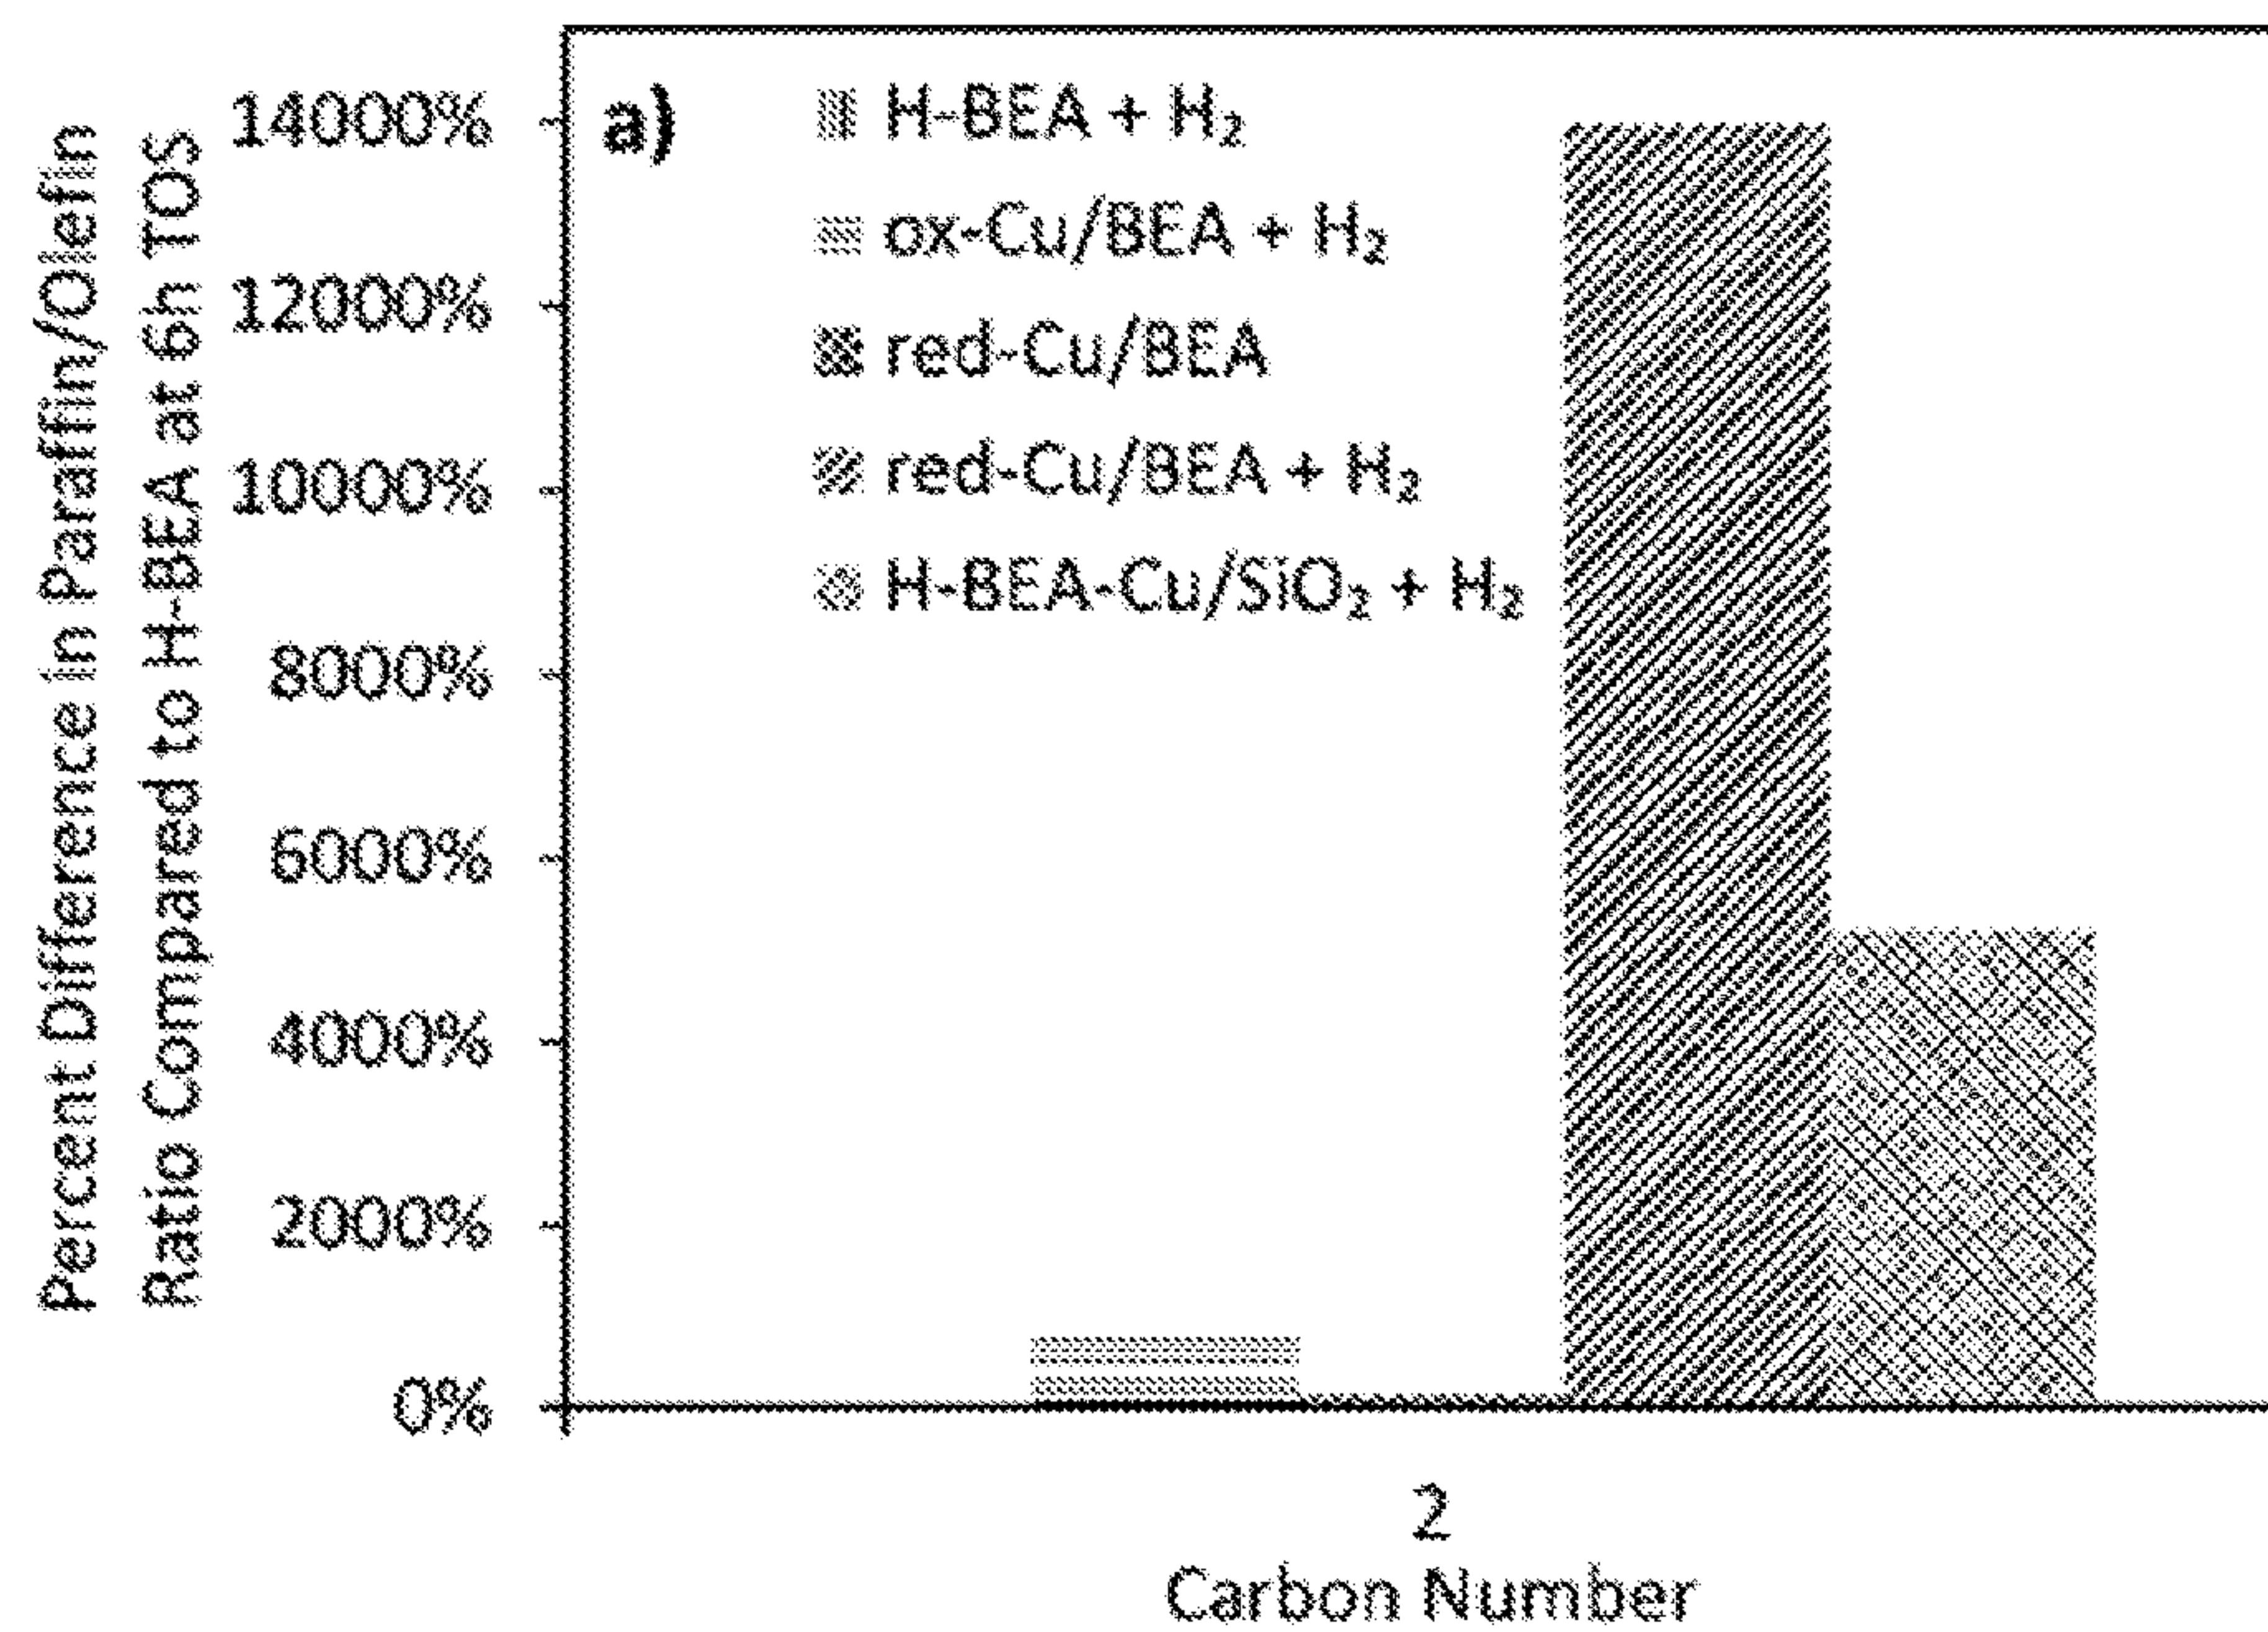 Percent Difference in Paraffin/Olefin
Ratio Compared to H-BEA at 6h TOS
14000%
12000%
10000%
8000%
6000%
4000%
2000%
0%
a)
H-BEA + H₂
ox-Cu/BEA + H₂
red-Cu/BEA
red-Cu/BEA + H₂
H-BEA-Cu/SiO₂ + H₂
2
Carbon Number